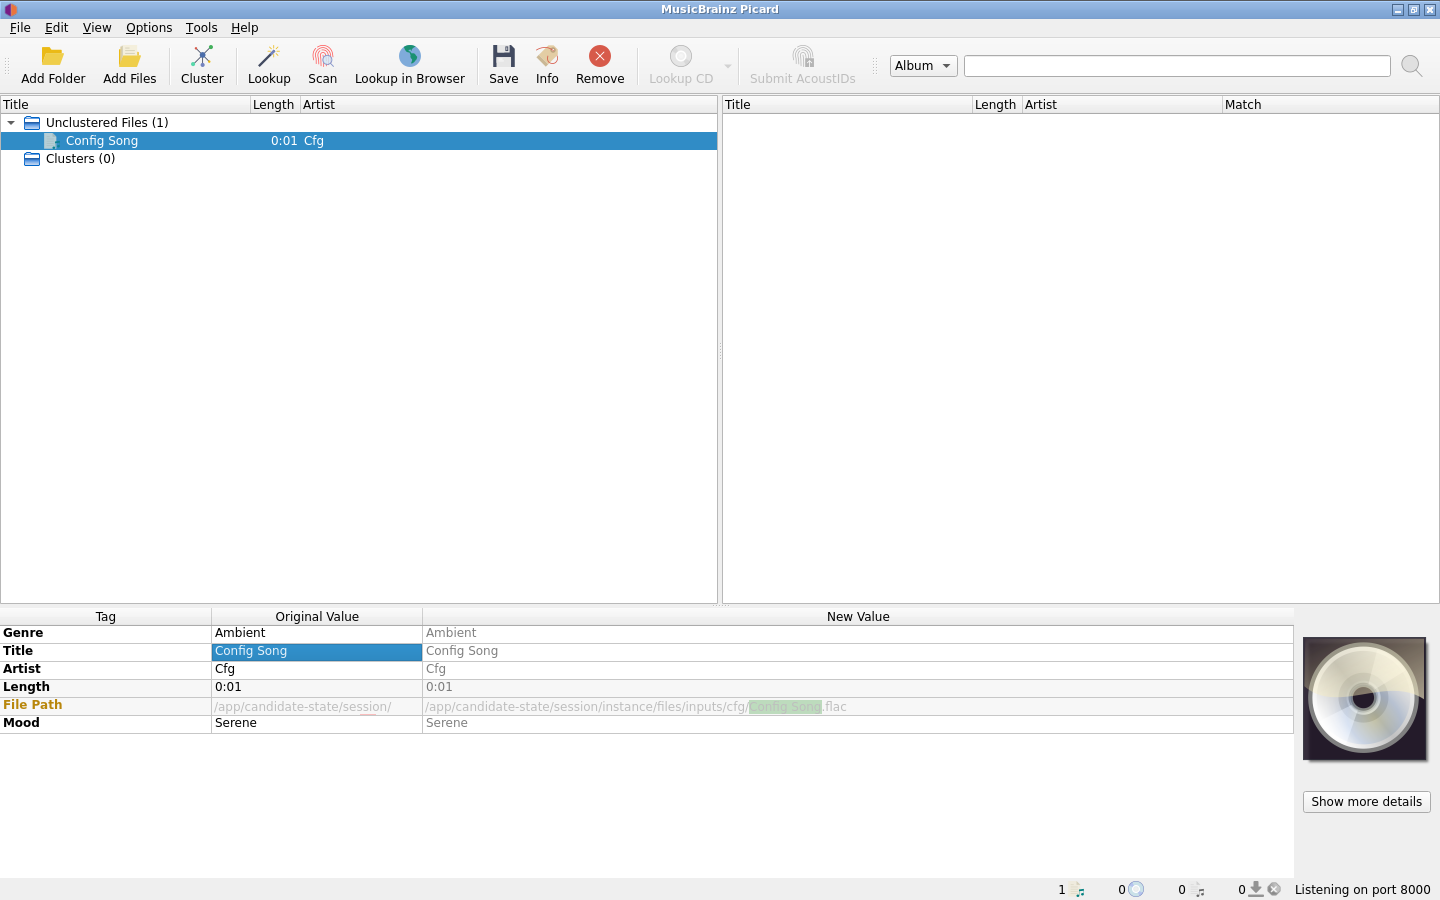 MusicBrainz Picard
File Edit View Options Tools Help
Add Folder Add Files Cluster Lookup Scan Lookup in Browser Save Info Remove Lookup CD Submit AcoustIDs Album
Title Length Artist
Unclustered Files (1)
Config Song 0:01 Cfg
Clusters (0)
Title Length Artist Match
Tag Original Value New Value
Genre Ambient Ambient
Title Config Song Config Song
Artist Cfg Cfg
Length 0:01 0:01
File Path /app/candidate-state/session/ /app/candidate-state/session/instance/files/inputs/cfg/Config Song.flac
Mood Serene Serene
Show more details
1 0 0 0 Listening on port 8000